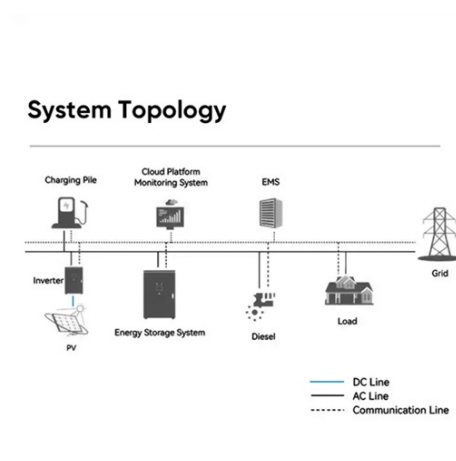 System Topology
Charging Pile
Cloud Platform
Monitoring System
EMS
Inverter
Grid
Energy Storage System
Diesel
Load
PV
DC Line
AC Line
Communication Line